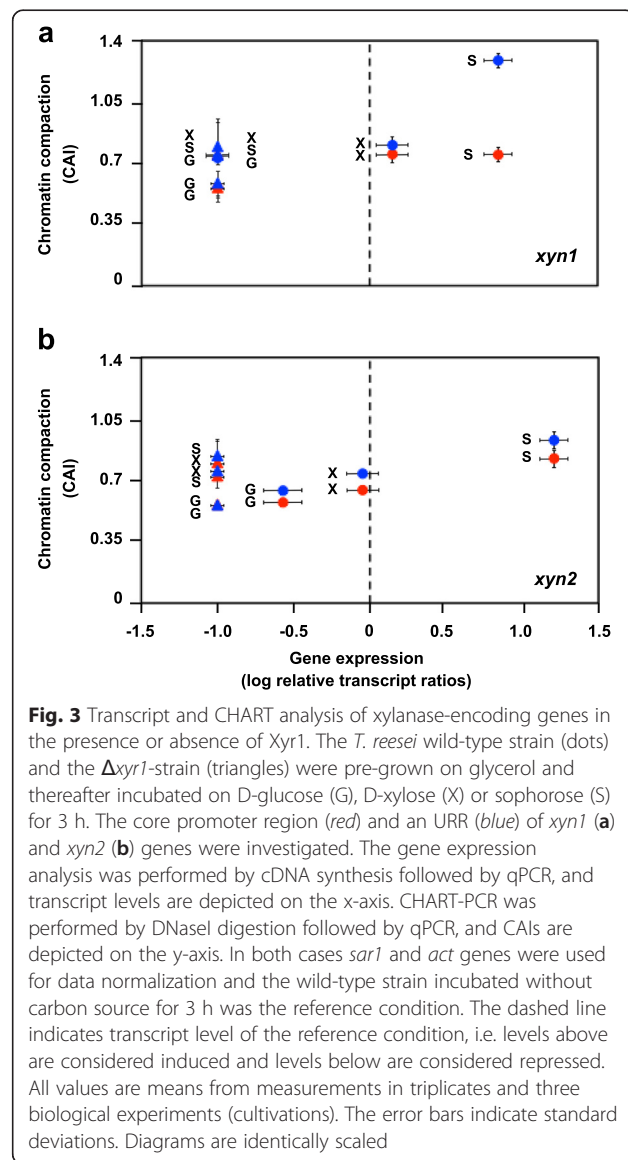 a
1.4
1.05
0.7
0.35
0
Chromatin compaction
(CAI)
X
S
G
X
S
G
G
G
X
X
S
S
xyn1
b
1.4
1.05
0.7
0.35
0
Chromatin compaction
(CAI)
S
X
X
S
G
G
G
G
X
X
S
S
xyn2
-1.5
-1.0
-0.5
0
0.5
1.0
1.5
Gene expression
(log relative transcript ratios)
Fig. 3 Transcript and CHART analysis of xylanase-encoding genes in
the presence or absence of Xyr1. The T. reesei wild-type strain (dots)
and the Δxyr1-strain (triangles) were pre-grown on glycerol and
thereafter incubated on D-glucose (G), D-xylose (X) or sophorose (S)
for 3 h. The core promoter region (red) and an URR (blue) of xyn1 (a)
and xyn2 (b) genes were investigated. The gene expression
analysis was performed by cDNA synthesis followed by qPCR, and
transcript levels are depicted on the x-axis. CHART-PCR was
performed by DNaseI digestion followed by qPCR, and CAIs are
depicted on the y-axis. In both cases sar1 and act genes were used
for data normalization and the wild-type strain incubated without
carbon source for 3 h was the reference condition. The dashed line
indicates transcript level of the reference condition, i.e. levels above
are considered induced and levels below are considered repressed.
All values are means from measurements in triplicates and three
biological experiments (cultivations). The error bars indicate standard
deviations. Diagrams are identically scaled